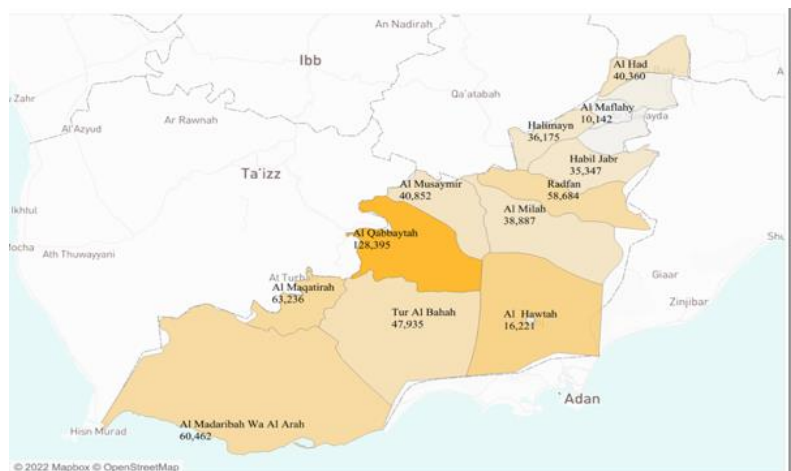 An Nadirah
Al Had
40,360
Ibb
Qa'atabah
Zahr
Al Maflahy
10,142
Halimayn
36,175
Ar Rawnah
Al'Azyud
Habil Jabr
35,347
Ta'izz
Al Musaymir
40,852
Radfan
58,684
Ikhlul
Al Milah
38,887
Al Qabbaytah
128,395
Mocha
Ath Thuwayyani
Giaar
At Turba
Al Maqatirah
63,236
Zinjibar
Tur Al Bahah
47,935
Al Hawtah
16,221
`Adan
Hisn Murad
Al Madaribah Wa Al Arah
60,462
© 2022 Mapbox © OpenStreetMap